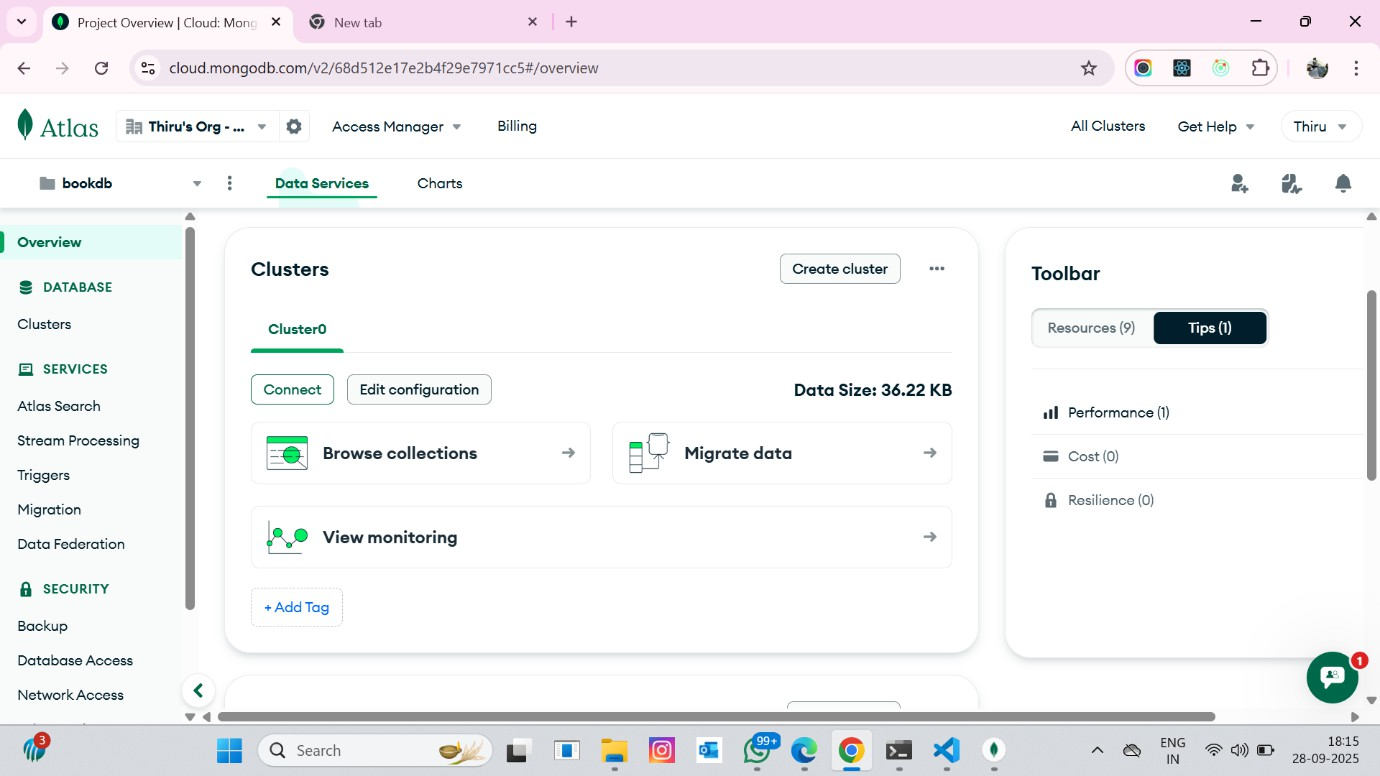 Project Overview | Cloud: Mong
New tab
cloud.mongodb.com/v2/68d512e17e2b4f29e7971cc5#/overview
Atlas
Thiru's Org - ...
Access Manager
Billing
All Clusters
Get Help
Thiru
bookdb
Data Services
Charts
Overview
DATABASE
Clusters
SERVICES
Atlas Search
Stream Processing
Triggers
Migration
Data Federation
SECURITY
Backup
Database Access
Network Access
Clusters
Create cluster
Cluster0
Connect
Edit configuration
Data Size: 36.22 KB
Browse collections
Migrate data
View monitoring
+ Add Tag
Toolbar
Resources (9)
Tips (1)
Performance (1)
Cost (0)
Resilience (0)
1
3
Search
99+
ENG
IN
18:15
28-09-2025